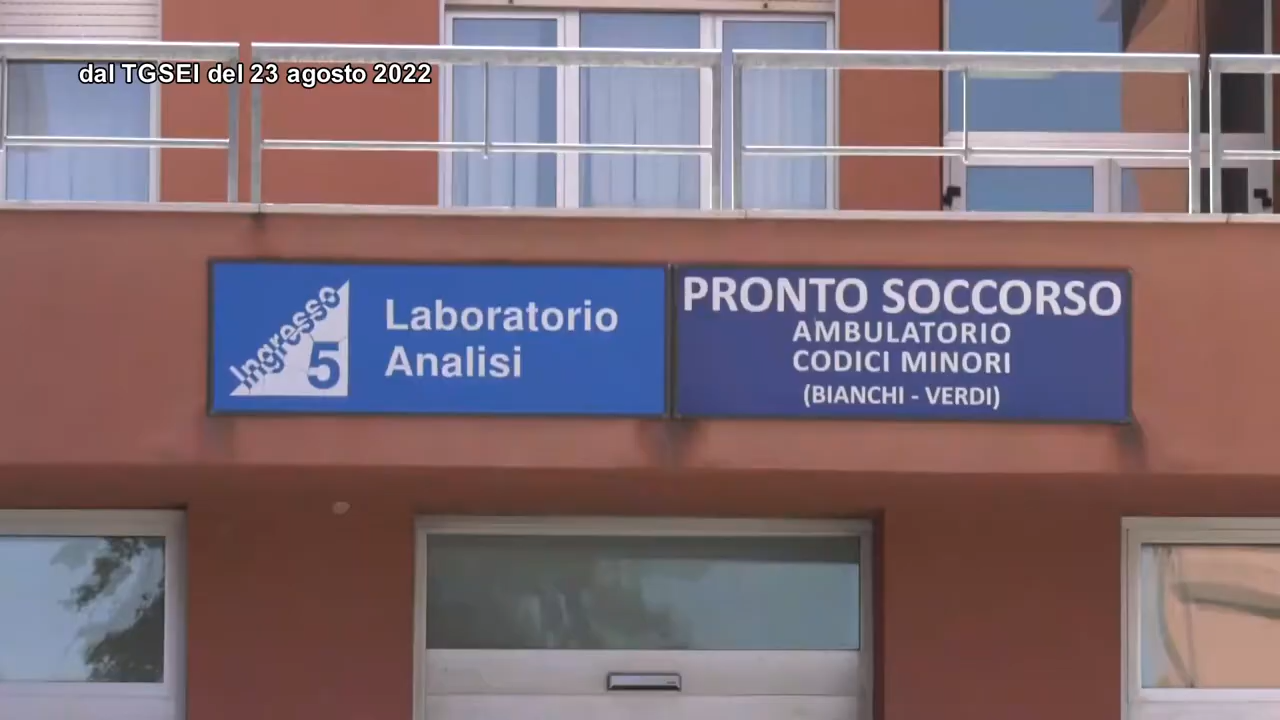 dal TGSEI del 23 agosto 2022
Ingresso
5
Laboratorio
Analisi
PRONTO SOCCORSO
AMBULATORIO
CODICI MINORI
(BIANCHI - VERDI)